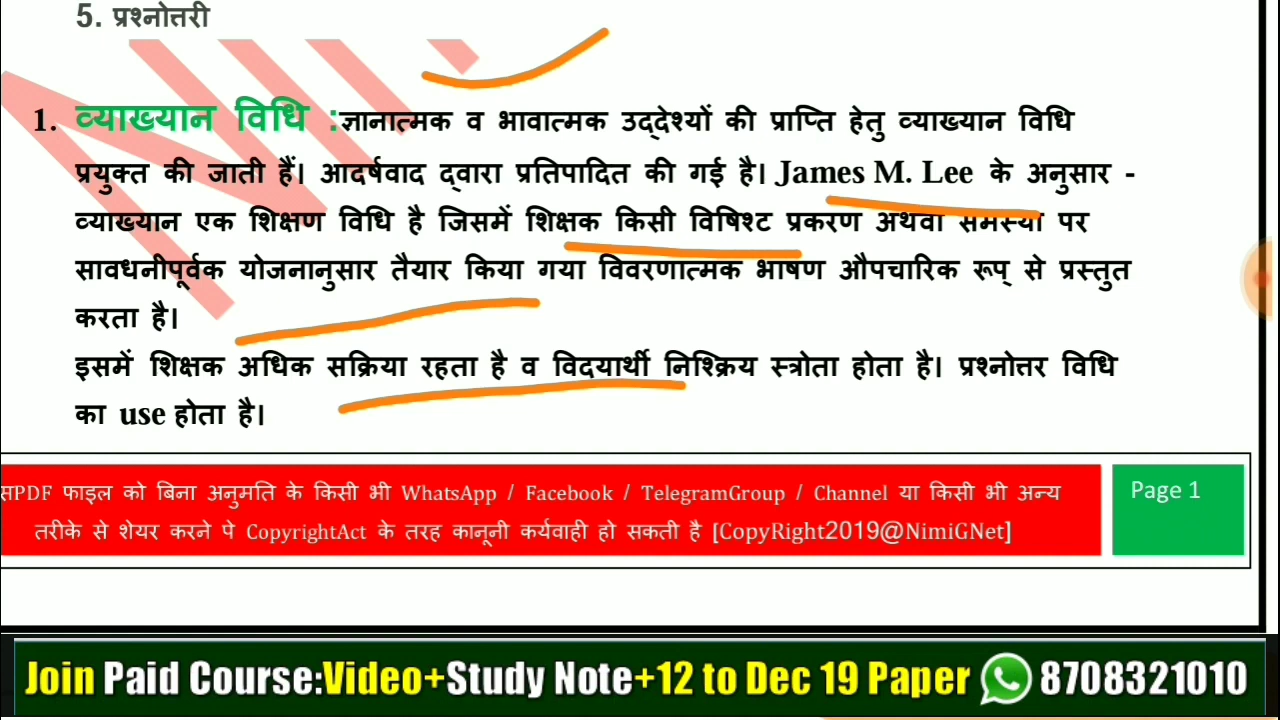 5. प्रश्नोत्तरी
1. व्याख्यान विधि :ज्ञानात्मक व भावात्मक उद्देश्यों की प्राप्ति हेतु व्याख्यान विधि
प्रयुक्त की जाती हैं। आदर्षवाद द्वारा प्रतिपादित की गई है। James M. Lee के अनुसार -
व्याख्यान एक शिक्षण विधि है जिसमें शिक्षक किसी विषिश्ट प्रकरण अथवा समस्या पर
सावधनीपूर्वक योजनानुसार तैयार किया गया विवरणात्मक भाषण औपचारिक रूप् से प्रस्तुत
करता है।
इसमें शिक्षक अधिक सक्रिया रहता है व विदयार्थी निश्क्रिय स्त्रोता होता है। प्रश्नोत्तर विधि
का use होता है।
सPDF फाइल को बिना अनुमति के किसी भी WhatsApp / Facebook / TelegramGroup / Channel या किसी भी अन्य
तरीके से शेयर करने पे CopyrightAct के तरह कानूनी कर्यवाही हो सकती है [CopyRight2019@NimiGNet]
Page 1
Join Paid Course:Video+Study Note+12 to Dec 19 Paper 8708321010